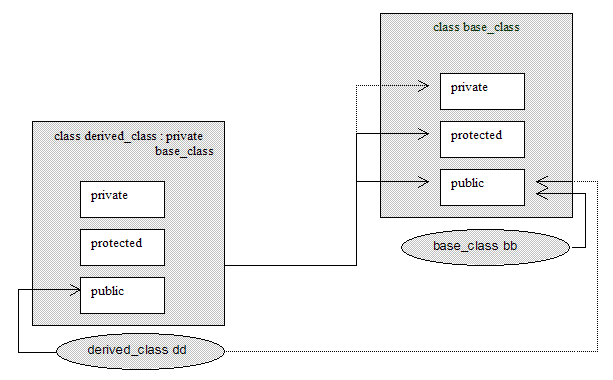 class base_class
private
protected
public
base_class bb
class derived_class : private
base_class
private
protected
public
derived_class dd